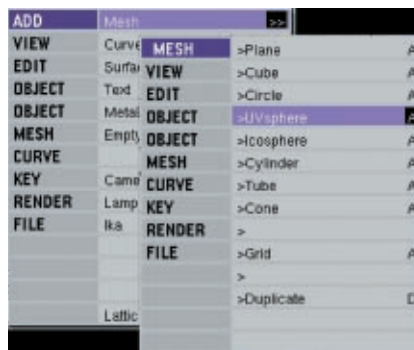 ADD Mesh >>
VIEW Curve
EDIT Surfa
OBJECT Text
OBJECT Metal
MESH Empty
CURVE
KEY Came
RENDER Lamp
FILE Ika
Lattic
MESH >Plane A
VIEW >Cube A
EDIT >Circle A
OBJECT >UVsphere A
OBJECT >Icosphere A
MESH >Cylinder A
CURVE >Tube A
KEY >Cone A
RENDER >
FILE >Grid A
>
>Duplicate D